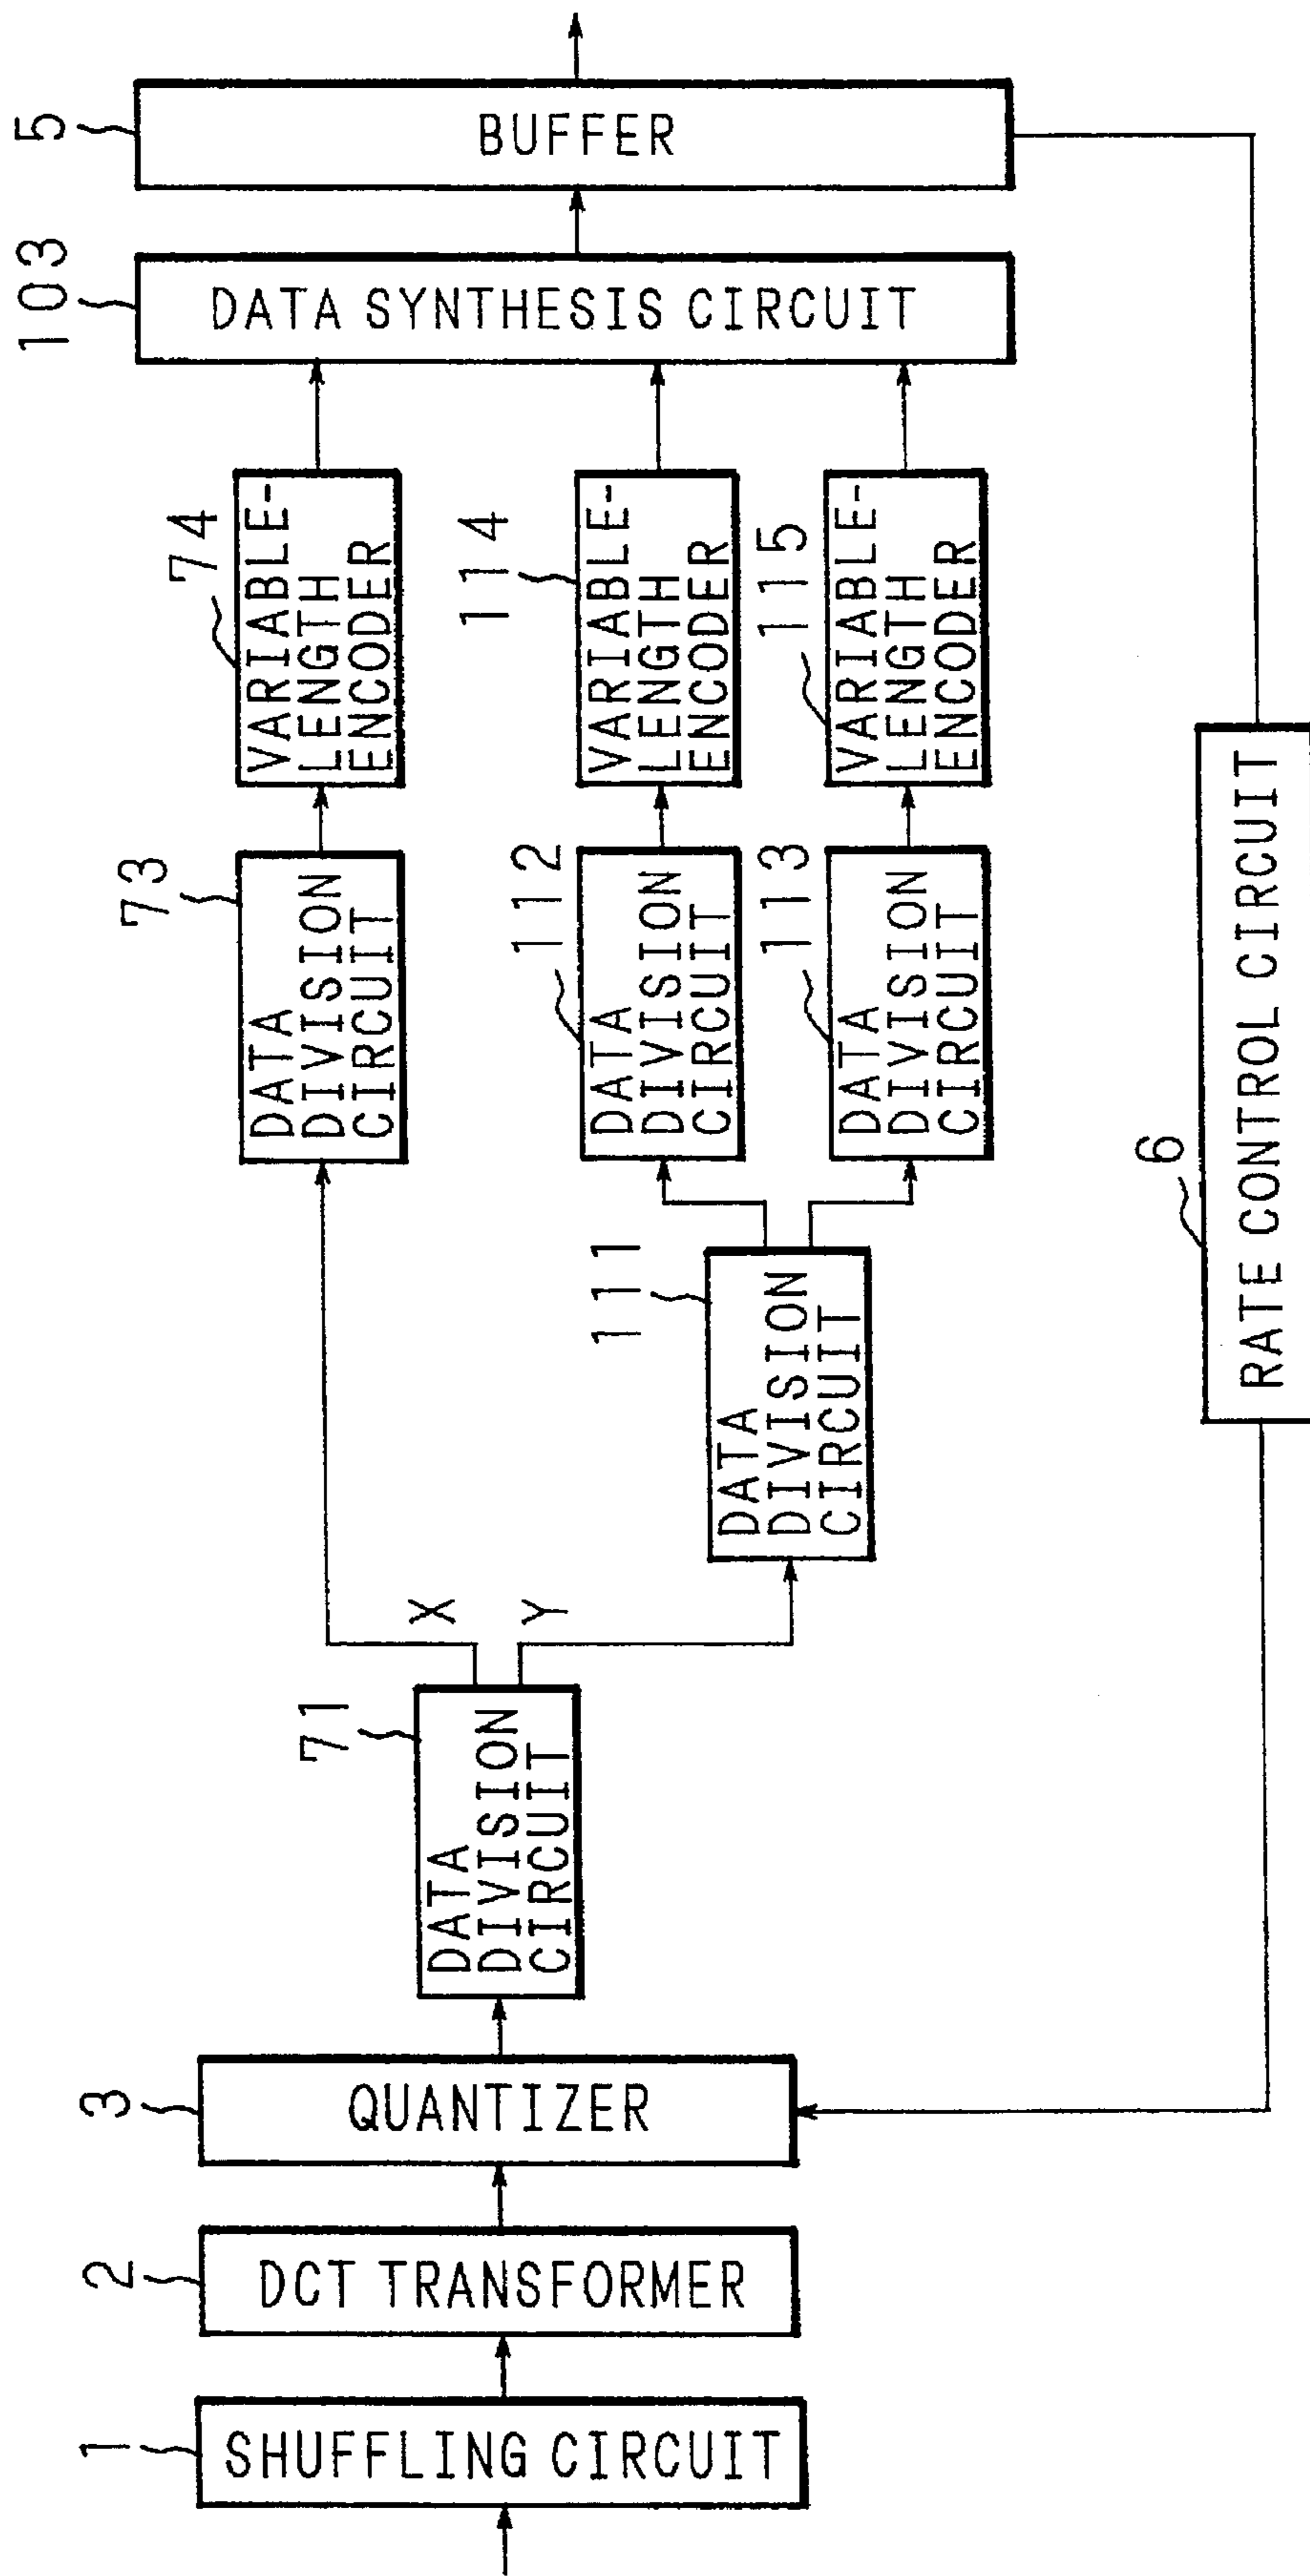 1
SHUFFLING CIRCUIT
2
DCT TRANSFORMER
3
QUANTIZER
71
DATA
DIVISION
CIRCUIT
X
Y
73
DATA
DIVISION
CIRCUIT
74
VARIABLE-
LENGTH
ENCODER
111
DATA
DIVISION
CIRCUIT
112
DATA
DIVISION
CIRCUIT
114
VARIABLE-
LENGTH
ENCODER
113
DATA
DIVISION
CIRCUIT
115
VARIABLE-
LENGTH
ENCODER
103
DATA SYNTHESIS CIRCUIT
5
BUFFER
6
RATE CONTROL CIRCUIT